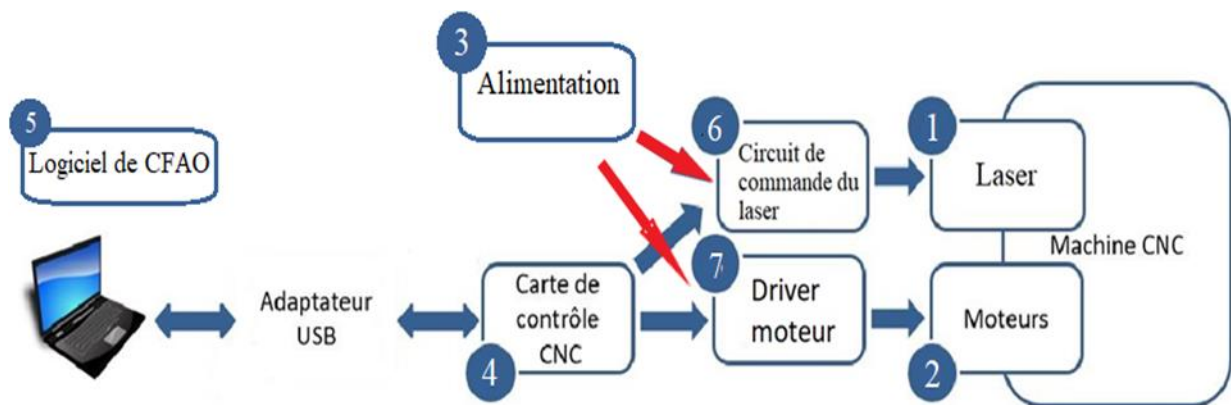 3
Alimentation
5
Logiciel de CFAO
6
Circuit de
commande du
laser
1
Laser
Machine CNC
Adaptateur
USB
Carte de
contrôle
CNC
4
7
Driver
moteur
Moteurs
2